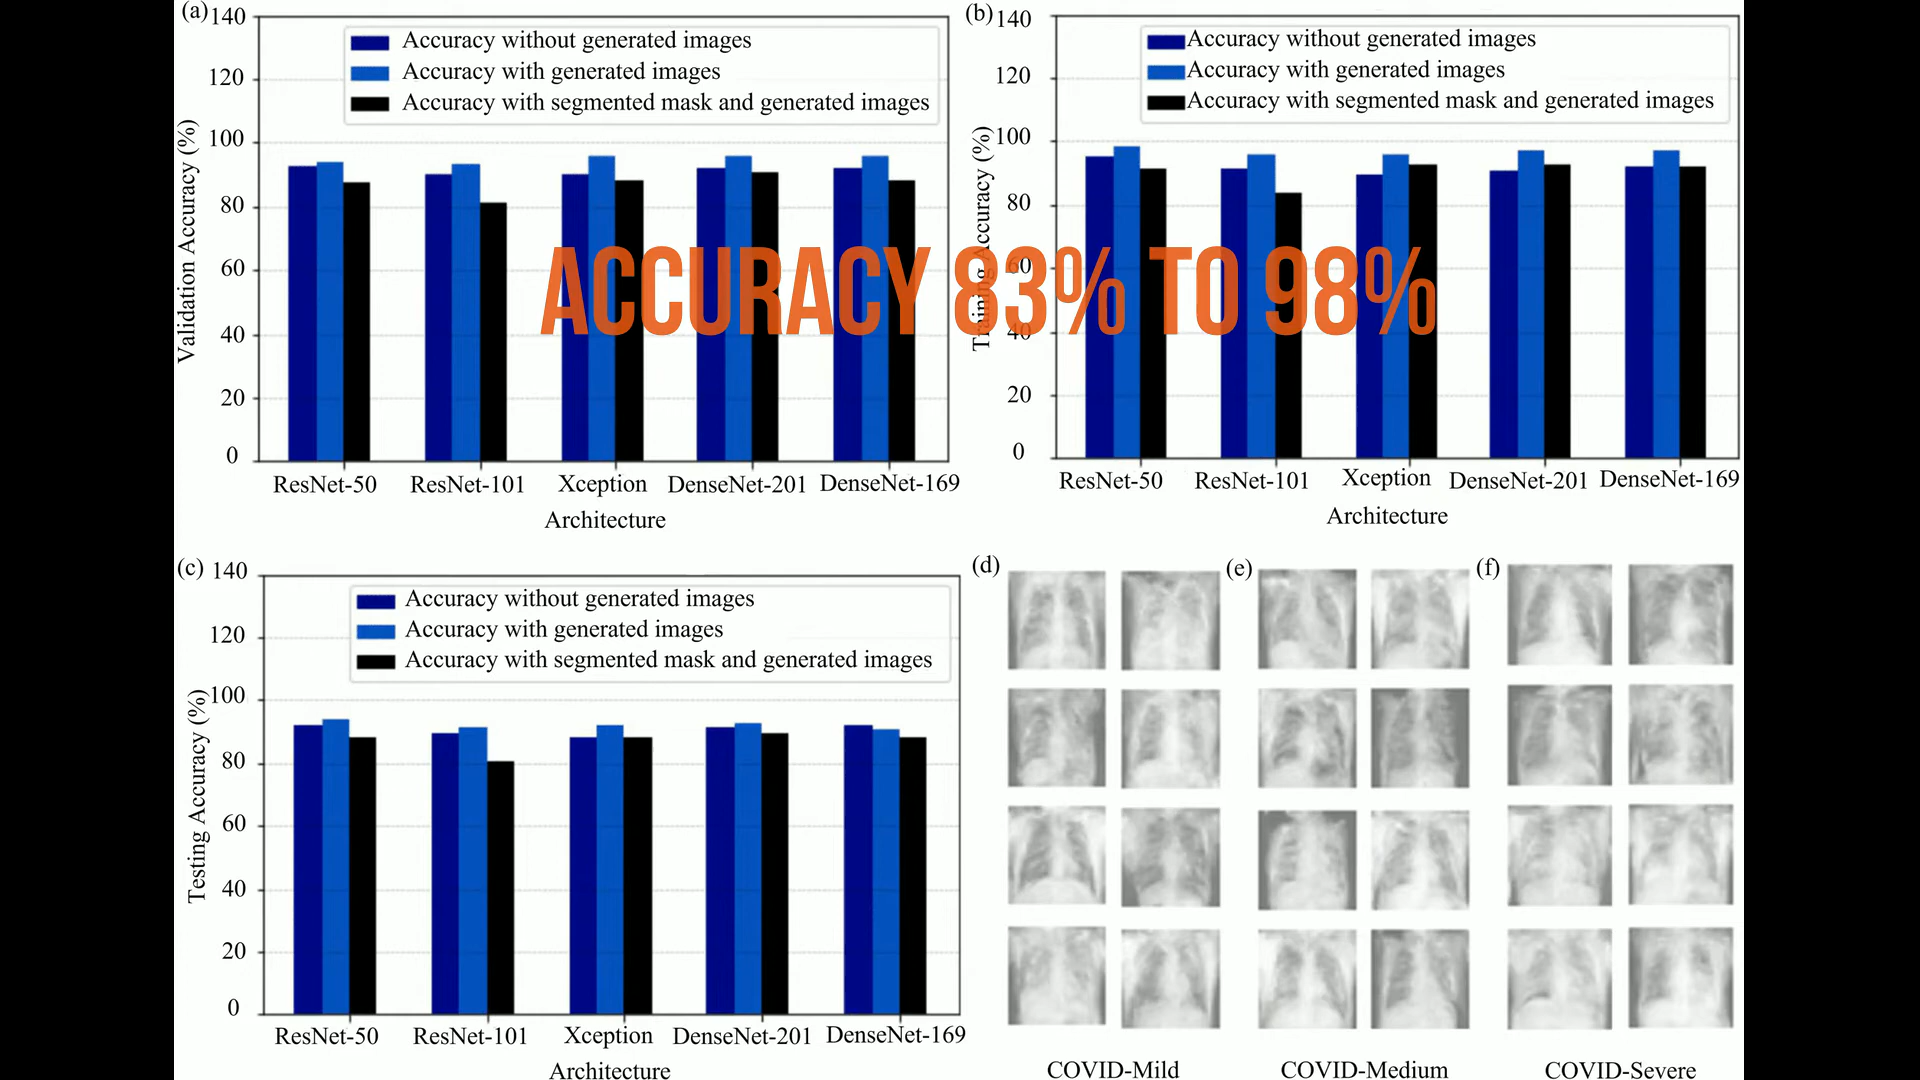 (a)
140
120
100
80
60
40
20
0
Validation Accuracy (%)
Accuracy without generated images
Accuracy with generated images
Accuracy with segmented mask and generated images
ResNet-50 ResNet-101 Xception DenseNet-201 DenseNet-169
Architecture
(b)
140
120
100
80
60
40
20
0
Training Accuracy (%)
Accuracy without generated images
Accuracy with generated images
Accuracy with segmented mask and generated images
ResNet-50 ResNet-101 Xception DenseNet-201 DenseNet-169
Architecture
ACCURACY 83% TO 98%
(c)
140
120
100
80
60
40
20
0
Testing Accuracy (%)
Accuracy without generated images
Accuracy with generated images
Accuracy with segmented mask and generated images
ResNet-50 ResNet-101 Xception DenseNet-201 DenseNet-169
Architecture
(d)
COVID-Mild
(e)
COVID-Medium
(f)
COVID-Severe